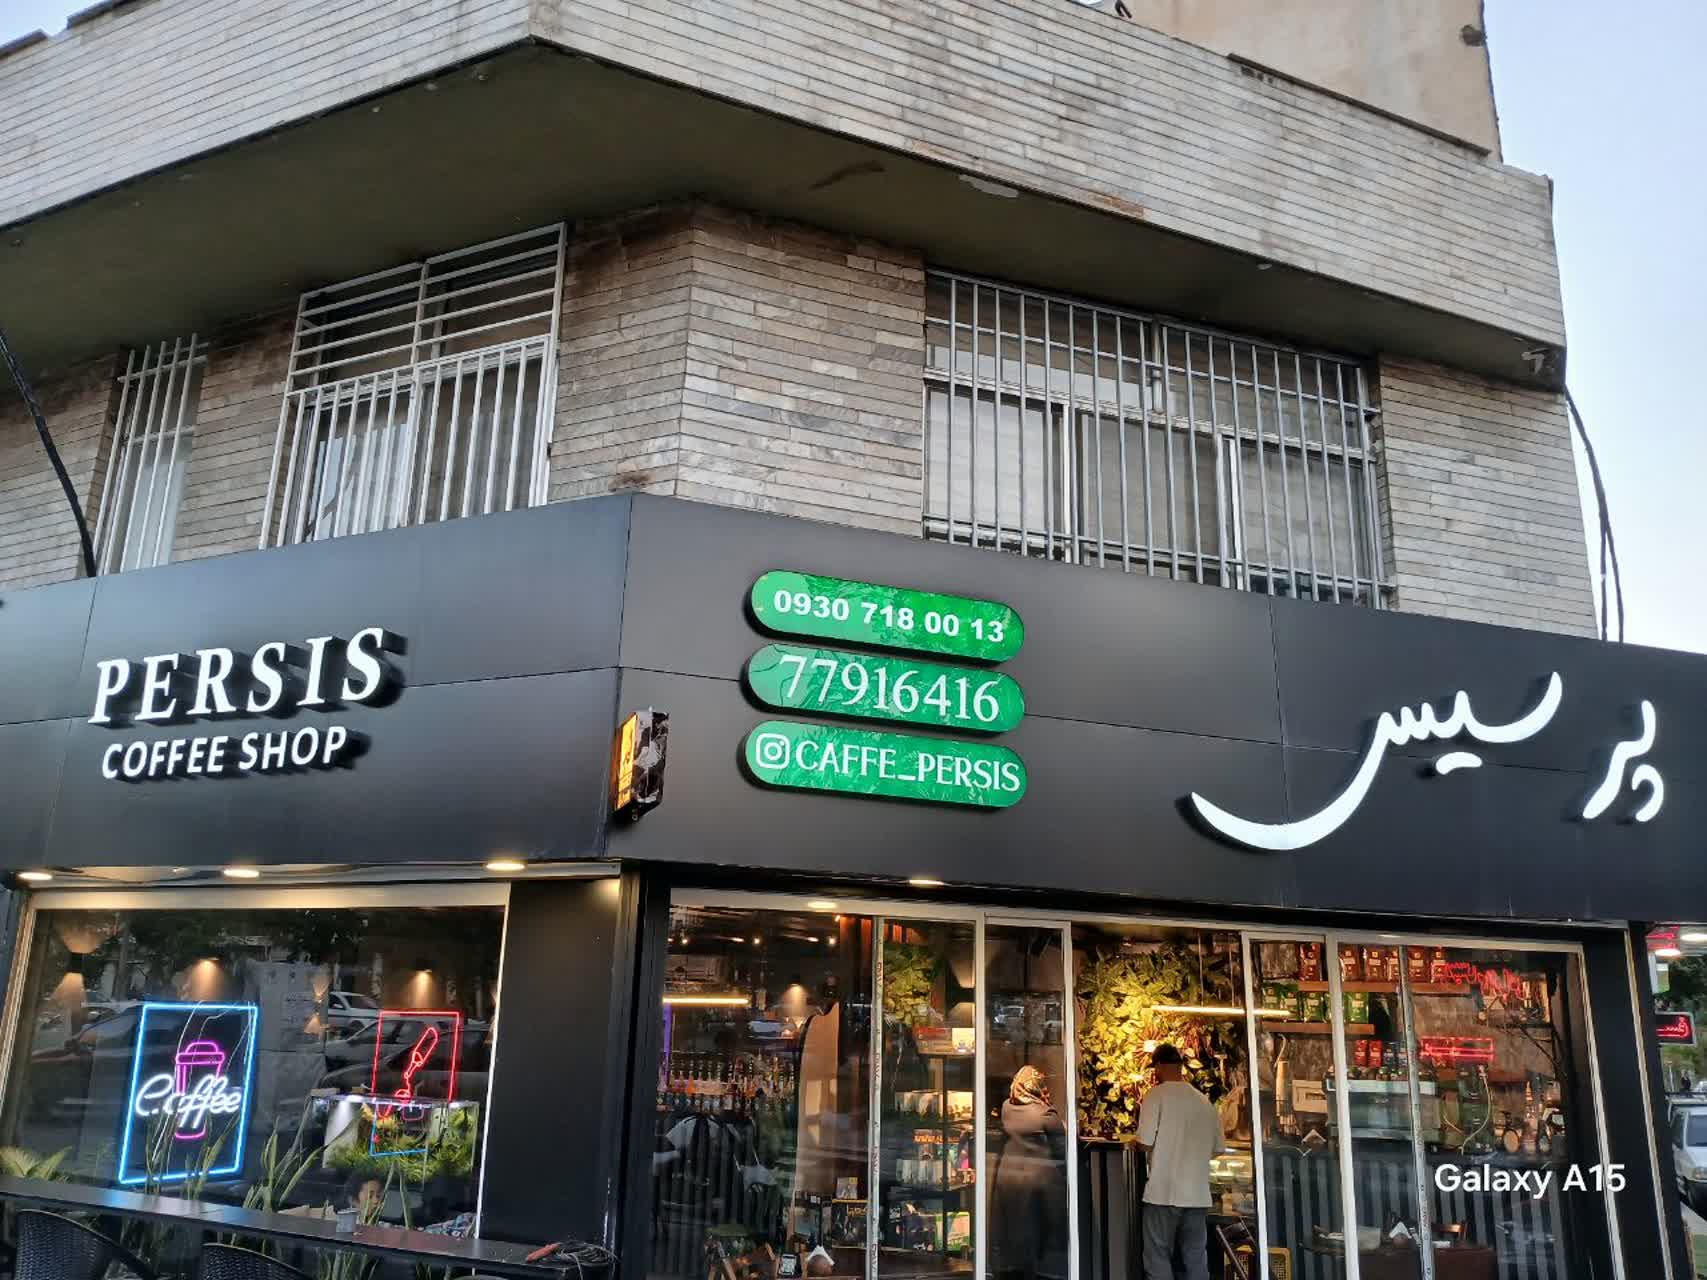 PERSIS
COFFEE SHOP
0930 718 00 13
77916416
CAFFE_PERSIS
پرسیس
Coffee
Galaxy A15